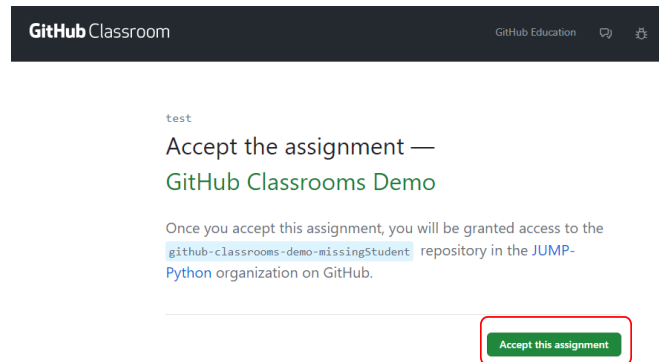 GitHub Classroom
GitHub Education
test
Accept the assignment —
GitHub Classrooms Demo
Once you accept this assignment, you will be granted access to the
github-classrooms-demo-missingStudent repository in the JUMP-
Python organization on GitHub.
Accept this assignment